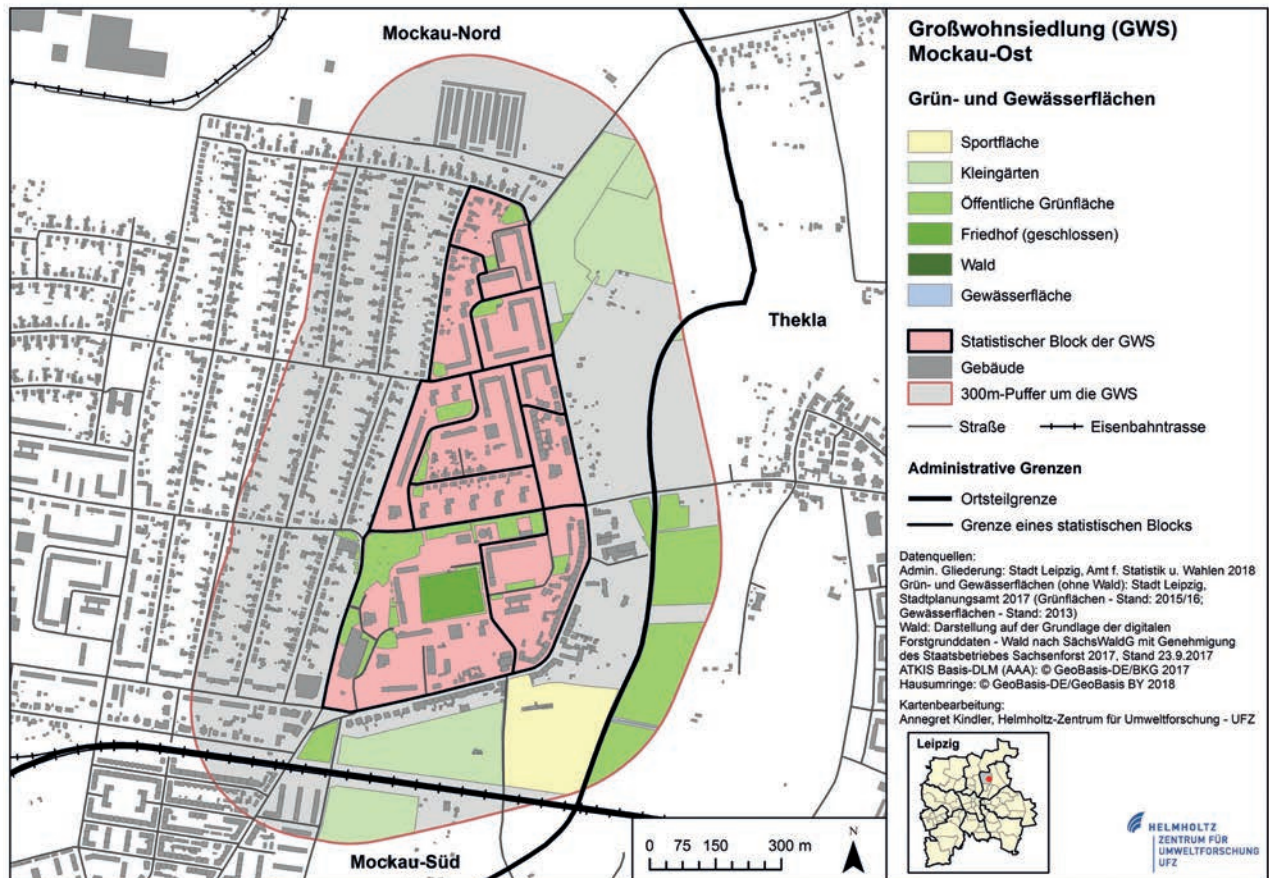 Mockau-Nord
Thekla
Mockau-Süd
0 75 150 300 m
N
Großwohnsiedlung (GWS)
Mockau-Ost
Grün- und Gewässerflächen
Sportfläche
Kleingärten
Öffentliche Grünfläche
Friedhof (geschlossen)
Wald
Gewässerfläche
Statistischer Block der GWS
Gebäude
300m-Puffer um die GWS
Straße Eisenbahntrasse
Administrative Grenzen
Ortsteilgrenze
Grenze eines statistischen Blocks
Datenquellen:
Admin. Gliederung: Stadt Leipzig, Amt f. Statistik u. Wahlen 2018
Grün- und Gewässerflächen (ohne Wald): Stadt Leipzig,
Stadtplanungsamt 2017 (Grünflächen - Stand: 2015/16;
Gewässerflächen - Stand: 2013)
Wald: Darstellung auf der Grundlage der digitalen
Forstgrunddaten - Wald nach SächsWaldG mit Genehmigung
des Staatsbetriebes Sachsenforst 2017, Stand 23.9.2017
ATKIS Basis-DLM (AAA): © GeoBasis-DE/BKG 2017
Hausumringe: © GeoBasis-DE/GeoBasis BY 2018
Kartenbearbeitung:
Annegret Kindler, Helmholtz-Zentrum für Umweltforschung - UFZ
Leipzig
HELMHOLTZ
ZENTRUM FÜR
UMWELTFORSCHUNG
UFZ